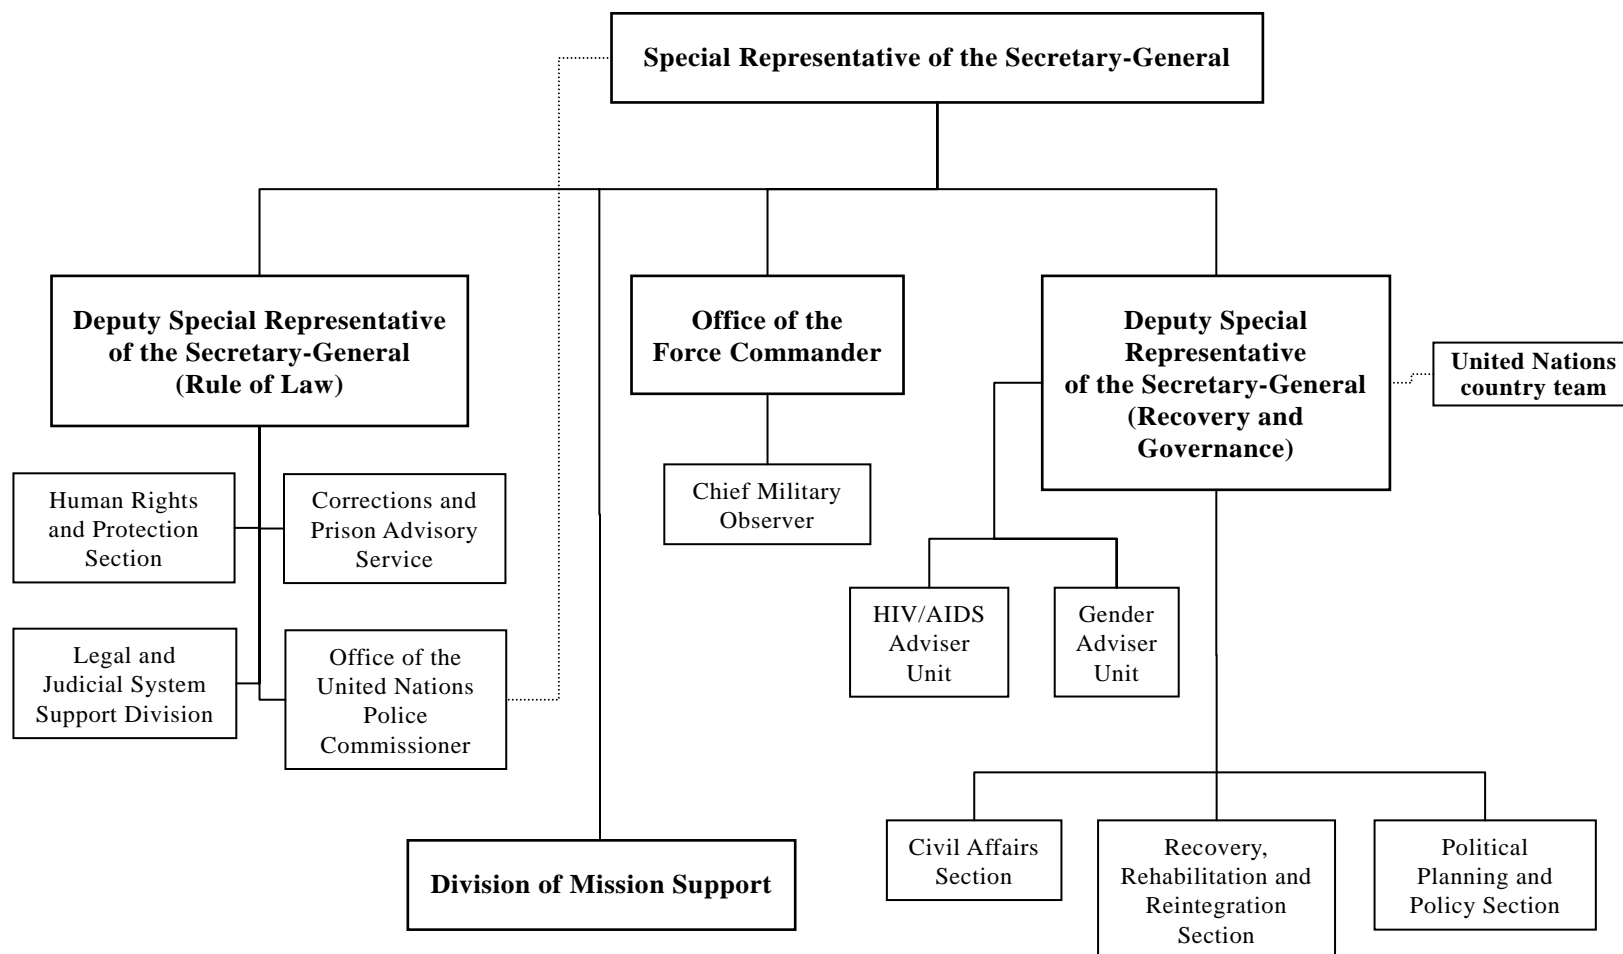 Special Representative of the Secretary-General
Deputy Special Representative
of the Secretary-General
(Rule of Law)
Office of the
Force Commander
Deputy Special
Representative
of the Secretary-General
(Recovery and
Governance)
United Nations
country team
Human Rights
and Protection
Section
Corrections and
Prison Advisory
Service
Chief Military
Observer
Legal and
Judicial System
Support Division
Office of the
United Nations
Police
Commissioner
HIV/AIDS
Adviser
Unit
Gender
Adviser
Unit
Division of Mission Support
Civil Affairs
Section
Recovery,
Rehabilitation and
Reintegration
Section
Political
Planning and
Policy Section